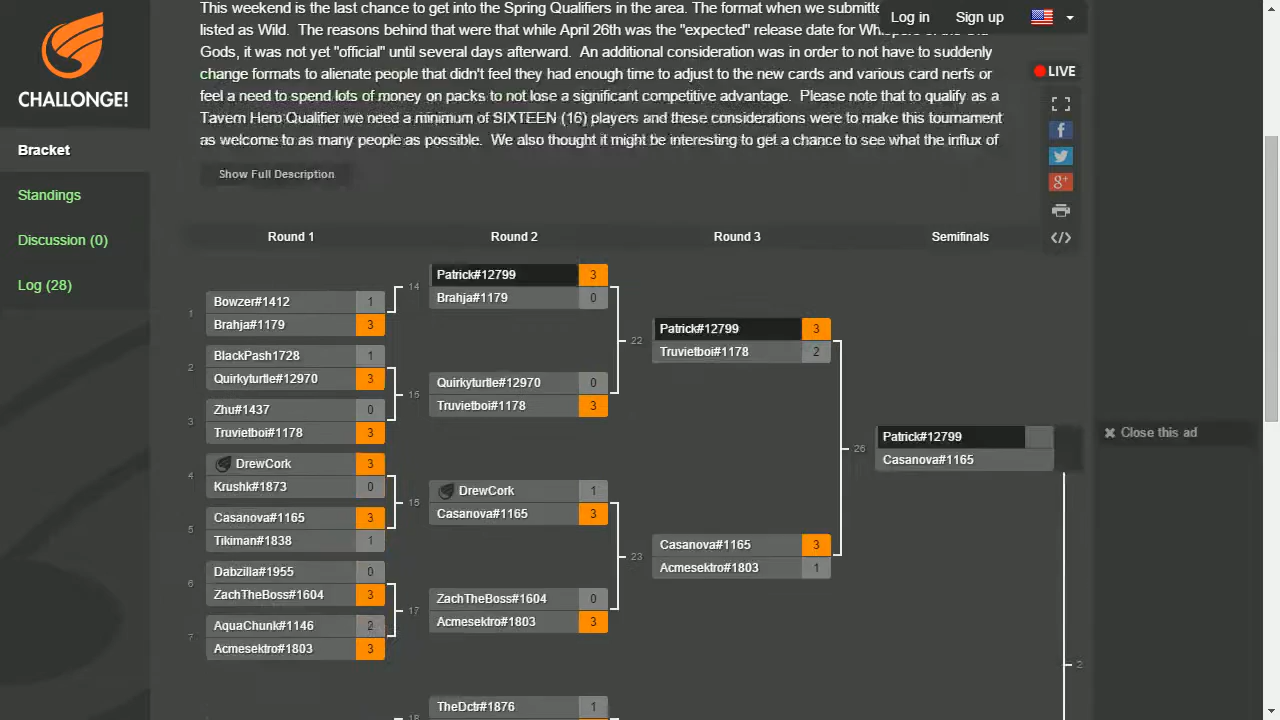 This weekend is the last chance to get into the Spring Qualifiers in the area. The format when we submitte
Log in
Sign up
listed as Wild. The reasons behind that were that while April 26th was the "expected" release date for
Gods, it was not yet "official" until several days afterward. An additional consideration was in order to not have to suddenly
change formats to alienate people that didn't feel they had enough time to adjust to the new cards and various card nerfs or
feel a need to spend lots of money on packs to not lose a significant competitive advantage. Please note that to qualify as a
Tavern Hero Qualifier we need a minimum of SIXTEEN (16) players and these considerations were to make this tournament
as welcome to as many people as possible. We also thought it might be interesting to get a chance to see what the influx of
Show Full Description
LIVE
CHALLONGE!
Bracket
Standings
Discussion (0)
Log (28)
Round 1
Round 2
Round 3
Semifinals
1
Bowzer#1412 1
Brahja#1179 3
2
BlackPash1728 1
Quirkyturtle#12970 3
3
Zhu#1437 0
Truvietboi#1178 3
4
DrewCork 3
Krushk#1873 0
5
Casanova#1165 3
Tikiman#1838 1
6
Dabzilla#1955 0
ZachTheBoss#1604 3
7
AquaChunk#1146 2
Acmesektro#1803 3
14
Patrick#12799 3
Brahja#1179 0
Quirkyturtle#12970 0
Truvietboi#1178 3
15
DrewCork 1
Casanova#1165 3
17
ZachTheBoss#1604 0
Acmesektro#1803 3
18
TheDctr#1876 1
22
Patrick#12799 3
Truvietboi#1178 2
23
Casanova#1165 3
Acmesektro#1803 1
26
Patrick#12799
Casanova#1165
2
Close this ad